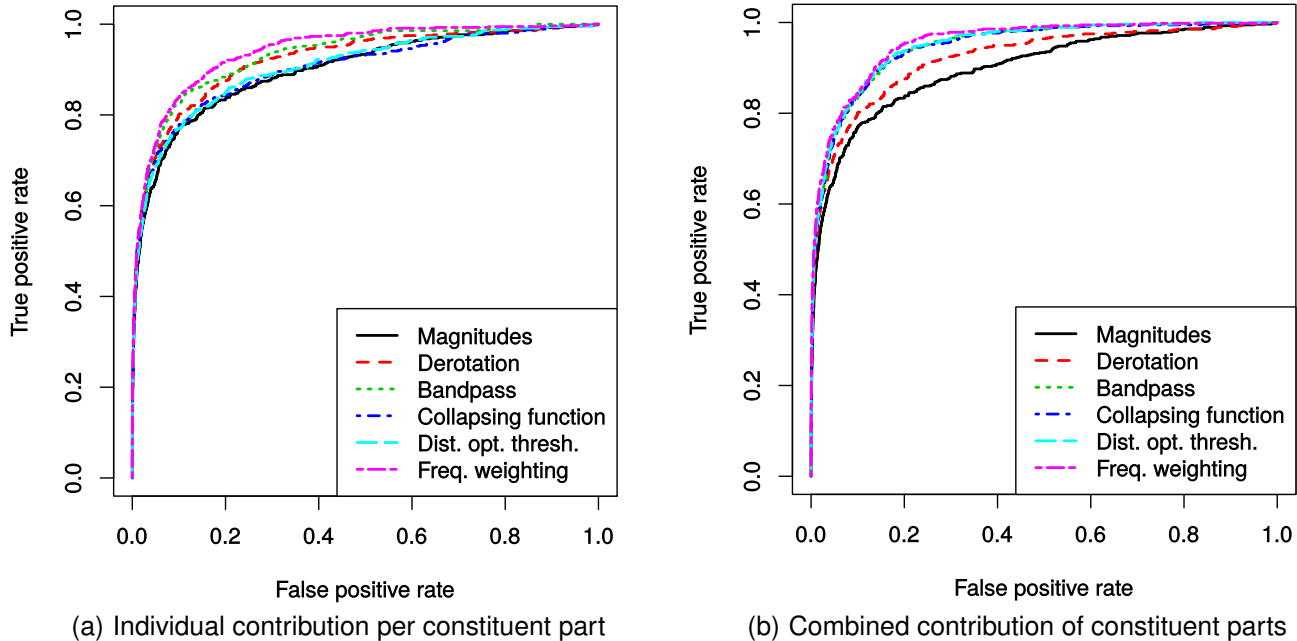 True positive rate
0.0 0.2 0.4 0.6 0.8 1.0
Magnitudes
Derotation
Bandpass
Collapsing function
Dist. opt. thresh.
Freq. weighting
0.0 0.2 0.4 0.6 0.8 1.0
False positive rate
(a) Individual contribution per constituent part
True positive rate
0.0 0.2 0.4 0.6 0.8 1.0
Magnitudes
Derotation
Bandpass
Collapsing function
Dist. opt. thresh.
Freq. weighting
0.0 0.2 0.4 0.6 0.8 1.0
False positive rate
(b) Combined contribution of constituent parts